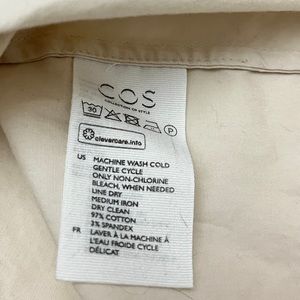 COS
COLLECTION OF STYLE
30
P
clevercare.info
US MACHINE WASH COLD
GENTLE CYCLE
ONLY NON-CHLORINE
BLEACH, WHEN NEEDED
LINE DRY
MEDIUM IRON
DRY CLEAN
97% COTTON
3% SPANDEX
FR LAVER À LA MACHINE À
L'EAU FROIDE CYCLE
DÉLICAT